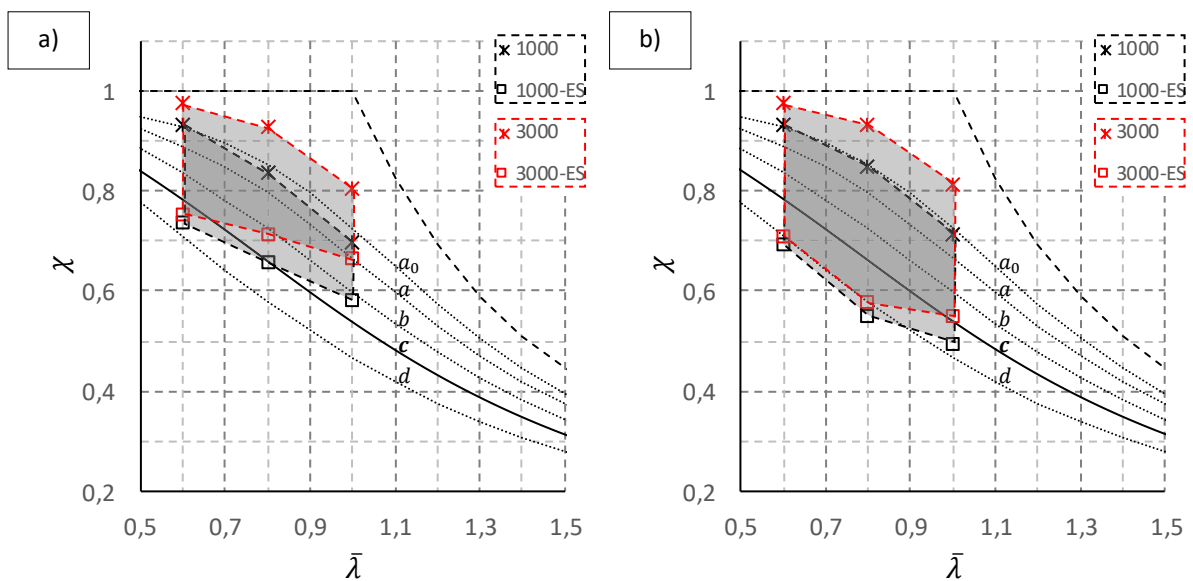 a)
1000
1000-ES
3000
3000-ES
1
0,8
0,6
0,4
0,2
χ
a₀
a
b
c
d
0,5 0,7 0,9 1,1 1,3 1,5
λ̄
b)
1000
1000-ES
3000
3000-ES
1
0,8
0,6
0,4
0,2
χ
a₀
a
b
c
d
0,5 0,7 0,9 1,1 1,3 1,5
λ̄